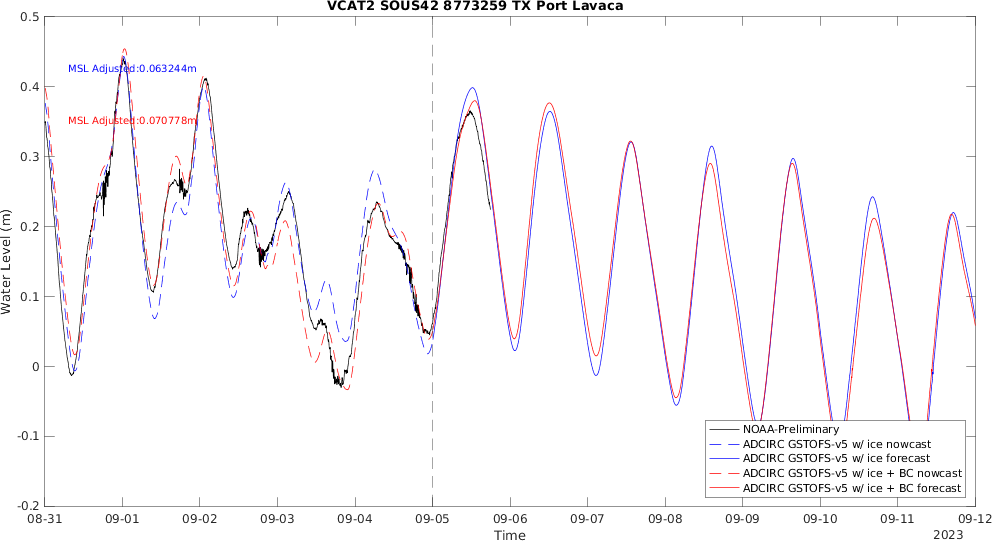 VCAT2 SOUS42 8773259 TX Port Lavaca
0.5
0.4
0.3
0.2
0.1
0
-0.1
-0.2
Water Level (m)
MSL Adjusted:0.063244m
MSL Adjusted:0.070778m
NOAA-Preliminary
ADCIRC GSTOFS-v5 w/ ice nowcast
ADCIRC GSTOFS-v5 w/ ice forecast
ADCIRC GSTOFS-v5 w/ ice + BC nowcast
ADCIRC GSTOFS-v5 w/ ice + BC forecast
08-31 09-01 09-02 09-03 09-04 09-05 09-06 09-07 09-08 09-09 09-10 09-11 09-12
Time
2023